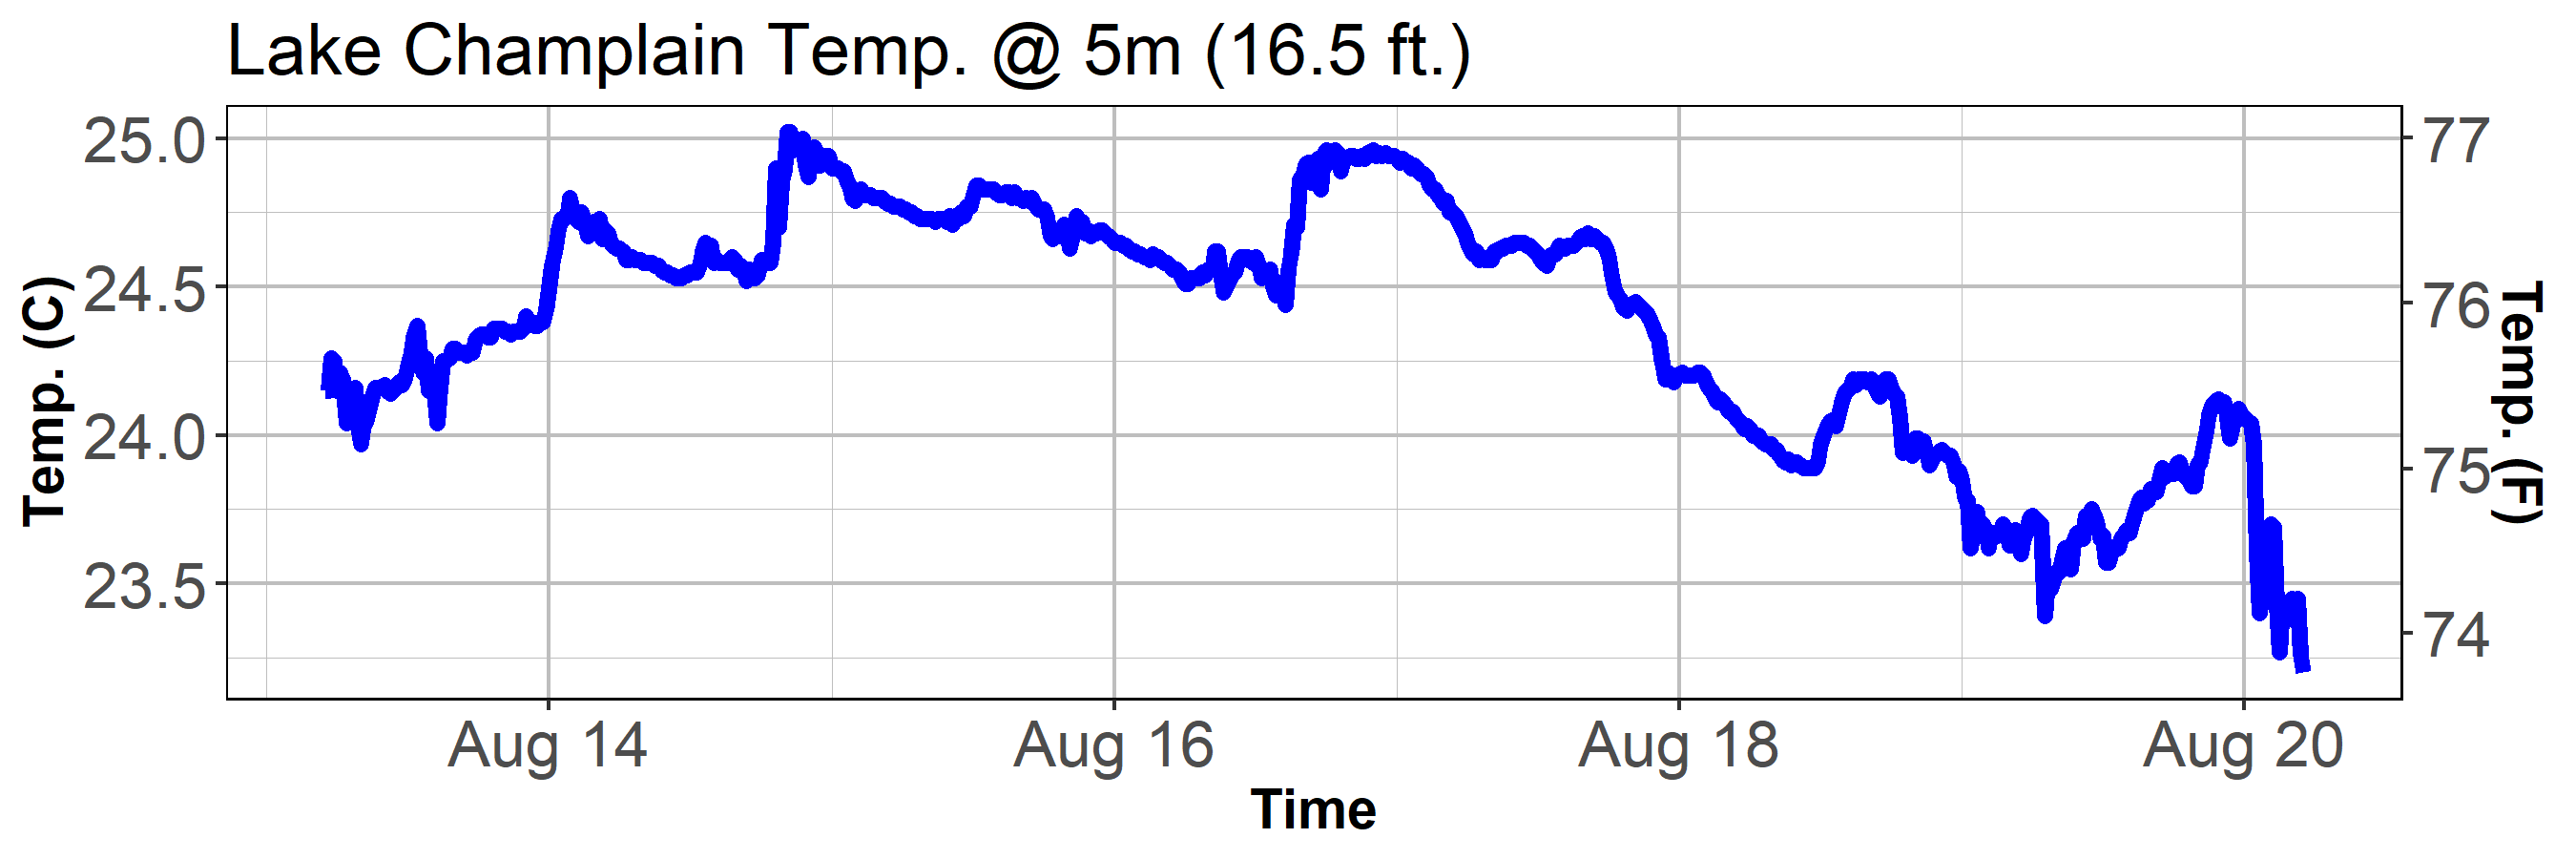 Lake Champlain Temp. @ 5m (16.5 ft.)
25.0
24.5
24.0
23.5
Temp. (C)
77
76
75
74
Temp. (F)
Aug 14
Aug 16
Aug 18
Aug 20
Time